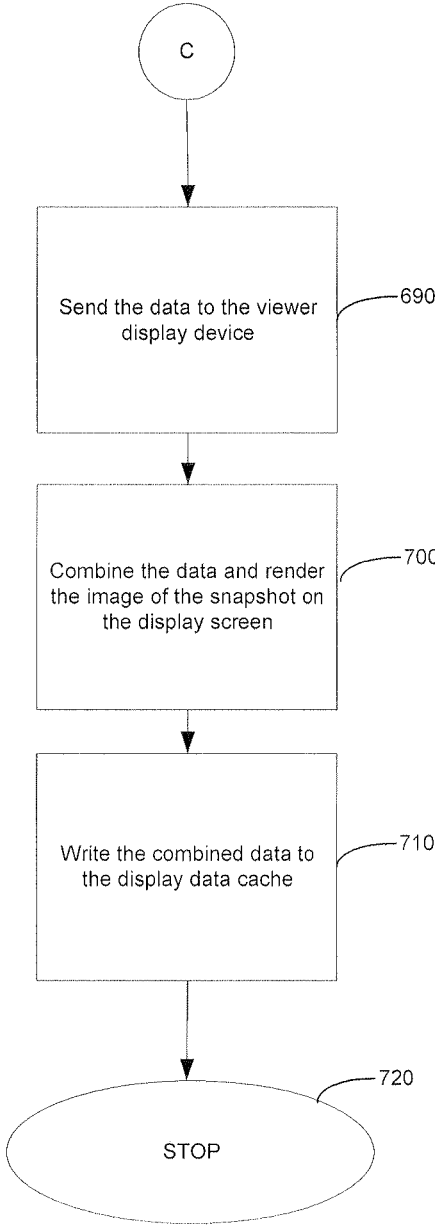 C
Send the data to the viewer
display device
690
Combine the data and render
the image of the snapshot on
the display screen
700
Write the combined data to
the display data cache
710
720
STOP